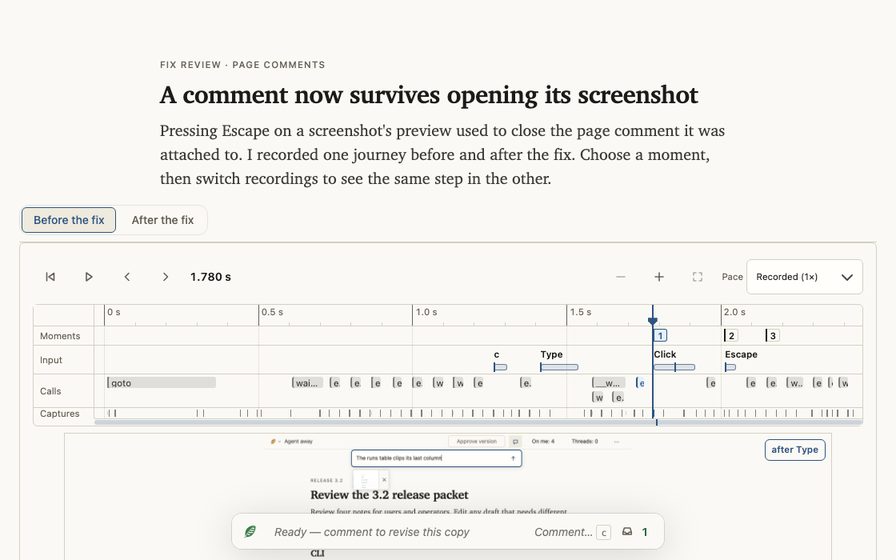 FIX REVIEW · PAGE COMMENTS
A comment now survives opening its screenshot
Pressing Escape on a screenshot's preview used to close the page comment it was
attached to. I recorded one journey before and after the fix. Choose a moment,
then switch recordings to see the same step in the other.
Before the fix After the fix
1.780 s Pace Recorded (1x)
0 s 0.5 s 1.0 s 1.5 s 2.0 s
Moments 1 2 3
Input c Type Click Escape
Calls goto wai... [e. [e [e [e [e [w [w [e [e. [__w... [e [e [e [e. [w.. [e [e [w
[w [e.
Captures
Agent away Approve version On me: 4 Threads: 0
The runs table clips its last column
after Type
RELEASE 3.2
Review the 3.2 release packet
Review four notes for users and operators. Edit any draft that needs different
Ready — comment to revise this copy Comment... c 1
CLI